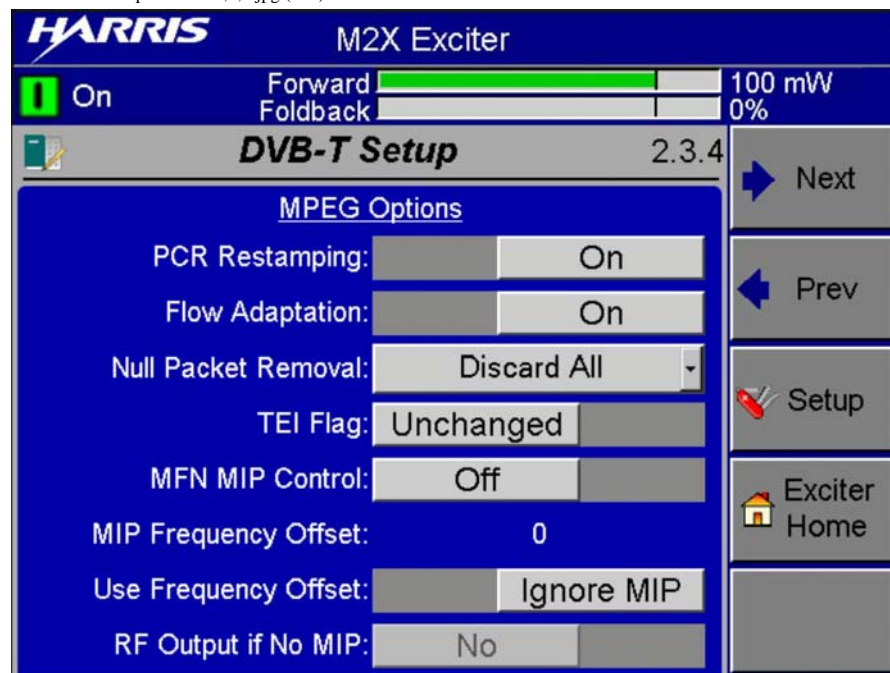 HARRIS
M2X Exciter
On
Forward
100 mW
Foldback
0%
DVB-T Setup
2.3.4
MPEG Options
PCR Restamping:
On
Flow Adaptation:
On
Null Packet Removal:
Discard All
TEI Flag:
Unchanged
MFN MIP Control:
Off
MIP Frequency Offset:
0
Use Frequency Offset:
Ignore MIP
RF Output if No MIP:
No
Next
Prev
Setup
Exciter
Home